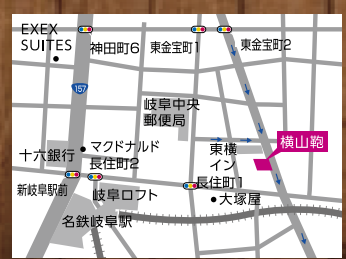 EXEX
SUITES
神田町6
東金宝町1
東金宝町2
157
岐阜中央
郵便局
横山鞄
マクドナルド
長住町2
東横
イン
十六銀行
長住町1
新岐阜駅前
岐阜ロフト
大塚屋
名鉄岐阜駅